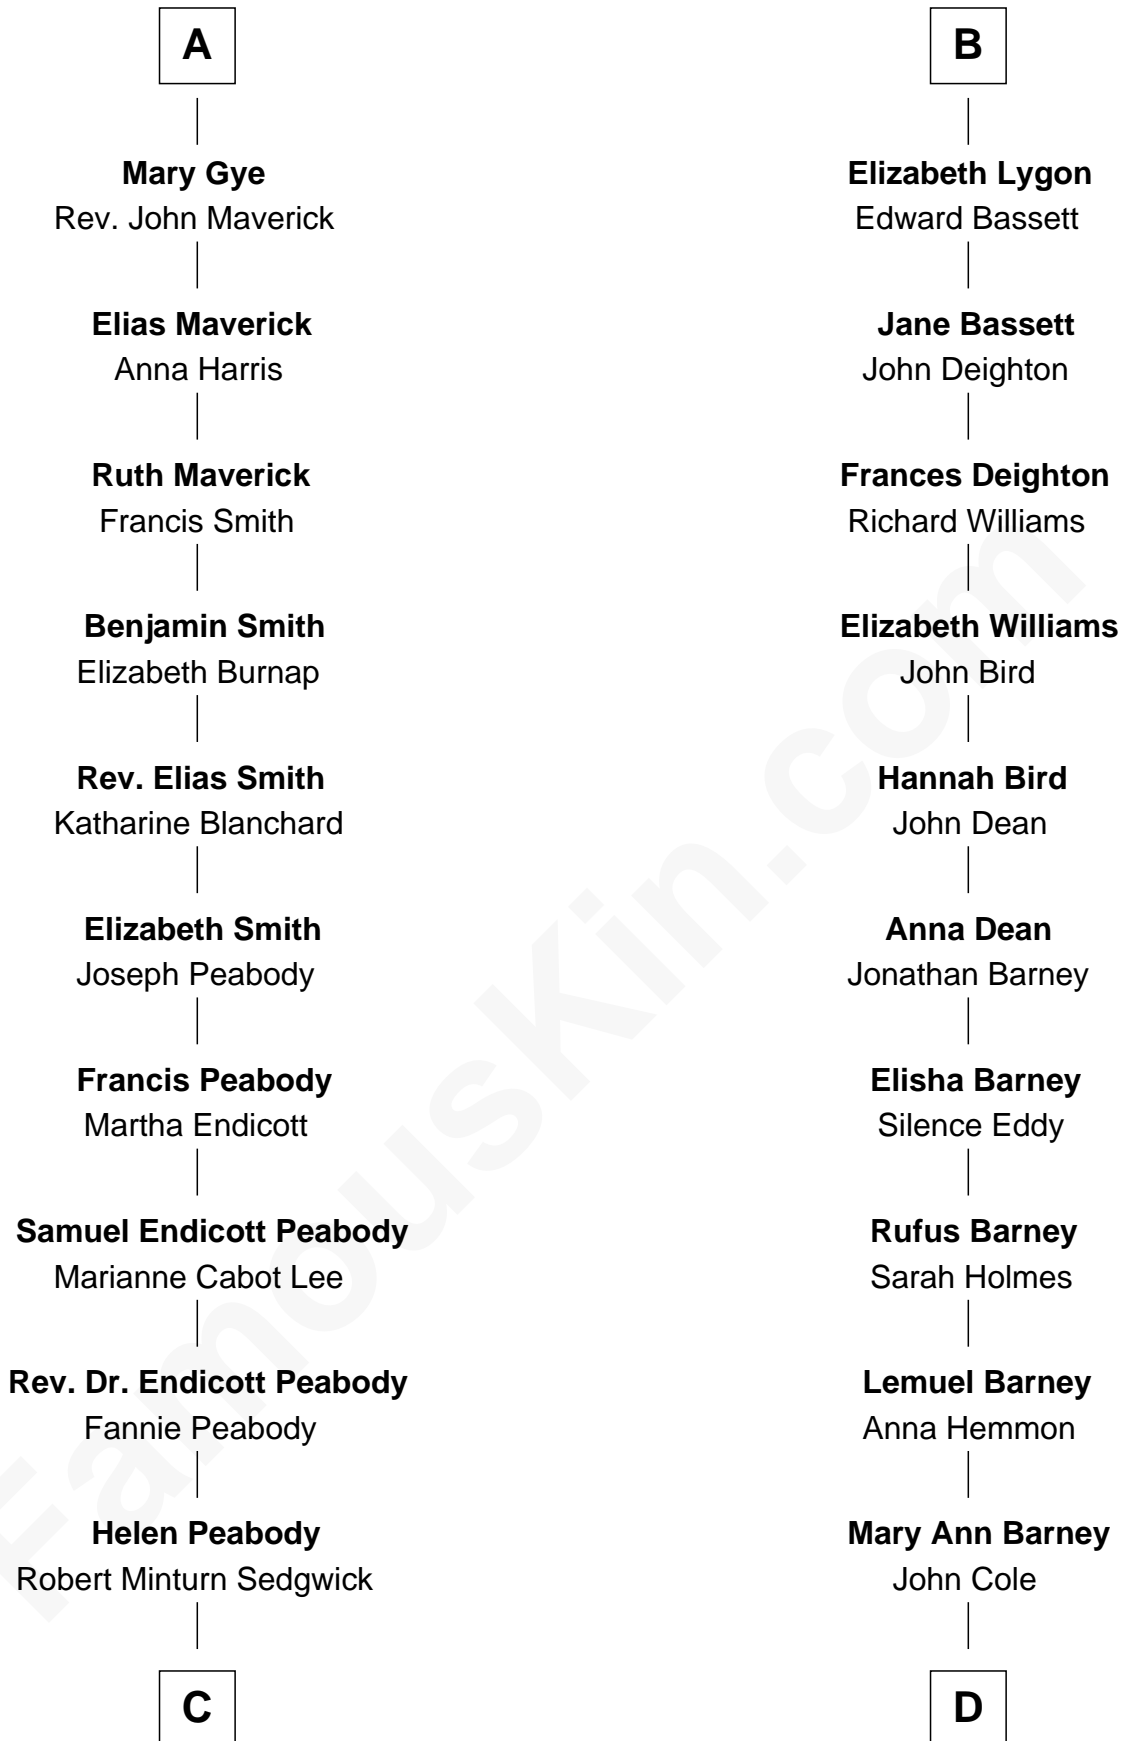 A
Mary Gye
Rev. John Maverick
Elias Maverick
Anna Harris
Ruth Maverick
Francis Smith
Benjamin Smith
Elizabeth Burnap
Rev. Elias Smith
Katharine Blanchard
Elizabeth Smith
Joseph Peabody
Francis Peabody
Martha Endicott
Samuel Endicott Peabody
Marianne Cabot Lee
Rev. Dr. Endicott Peabody
Fannie Peabody
Helen Peabody
Robert Minturn Sedgwick
C
B
Elizabeth Lygon
Edward Bassett
Jane Bassett
John Deighton
Frances Deighton
Richard Williams
Elizabeth Williams
John Bird
Hannah Bird
John Dean
Anna Dean
Jonathan Barney
Elisha Barney
Silence Eddy
Rufus Barney
Sarah Holmes
Lemuel Barney
Anna Hemmon
Mary Ann Barney
John Cole
D
FamousKin.com